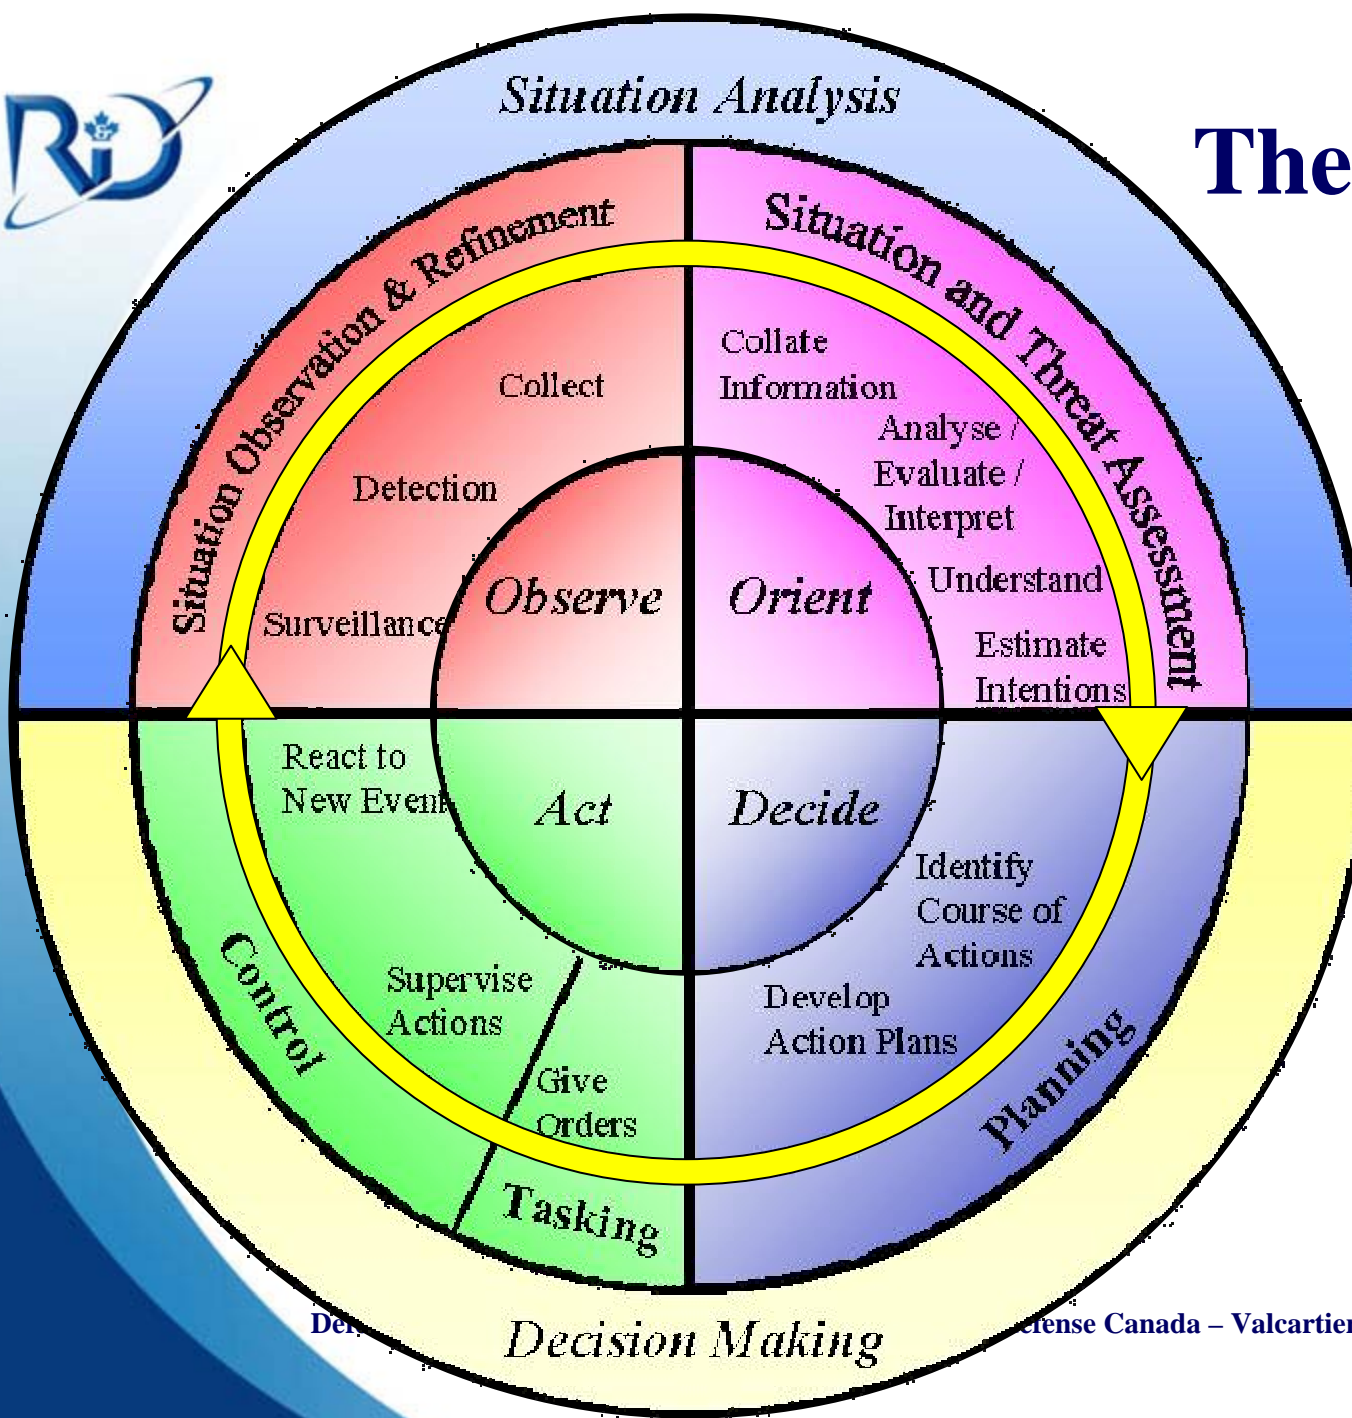 R&D
The
Situation Analysis
Situation Observation & Refinement
Situation and Threat Assessment
Collect
Detection
Surveillance
Observe
Collate
Information
Analyse /
Evaluate /
Interpret
Understand
Estimate
Intentions
Orient
React to
New Event
Act
Supervise
Actions
Control
Give
Orders
Tasking
Decide
Identify
Course of
Actions
Develop
Action Plans
Planning
Decision Making
Canada – Valcartier